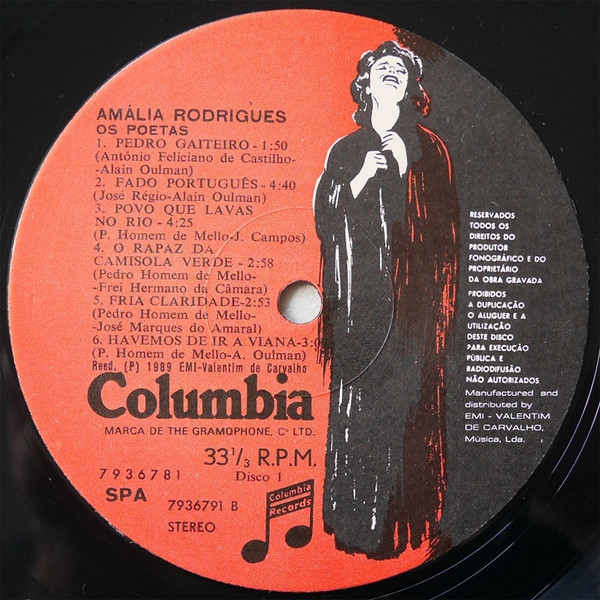 AMÁLIA RODRIGUES
OS POETAS
1. PEDRO GAITEIRO-1:50
(António Feliciano de Castilho-
-Alain Oulman)
2. FADO PORTUGUÊS-4:40
(José Régio-Alain Oulman)
3. POVO QUE LAVAS
NO RIO-4:25
(P. Homem de Mello-J. Campos)
4. O RAPAZ DA
CAMISOLA VERDE-2:58
(Pedro Homem de Mello-
-Frei Hermano da Câmara)
5. FRIA CLARIDADE-2:53
(Pedro Homem de Mello-
-José Marques do Amaral)
6. HAVEMOS DE IR A VIANA-3:0
(P. Homem de Mello-A. Oulman)
Reed. (P) 1989 EMI-Valentim de Carvalho
Columbia
MARCA DE THE GRAMOPHONE, Cº LTD.
33 1/3 R.P.M.
7936781 Disco 1
SPA 7936791 B
STEREO
Columbia
Records
RESERVADOS
TODOS OS
DIREITOS DO
PRODUTOR
FONOGRÁFICO E DO
PROPRIETÁRIO
DA OBRA GRAVADA
PROIBIDOS
A DUPLICAÇÃO
O ALUGUER E A
UTILIZAÇÃO
DESTE DISCO
PARA EXECUÇÃO
PÚBLICA E
RADIODIFUSÃO
NÃO AUTORIZADOS
Manufactured and
distributed by
EMI - VALENTIM
DE CARVALHO,
Música, Lda.